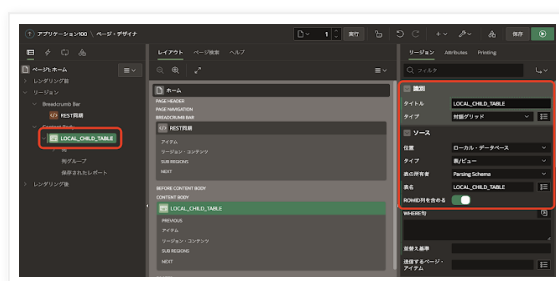 アプリケーション100 \ ページ・デザイナ
1
実行
保存
ページ1: ホーム
レンダリング前
リージョン
Breadcrumb Bar
REST同期
Content Body
LOCAL_CHILD_TABLE
列
列グループ
保存されたレポート
レンダリング後
レイアウト ページ検索 ヘルプ
ホーム
PAGE HEADER
PAGE NAVIGATION
BREADCRUMB BAR
REST同期
アイテム
リージョン・コンテンツ
SUB REGIONS
NEXT
BEFORE CONTENT BODY
CONTENT BODY
LOCAL_CHILD_TABLE
PREVIOUS
アイテム
リージョン・コンテンツ
SUB REGIONS
NEXT
リージョン Attributes Printing
フィルタ
識別
タイトル LOCAL_CHILD_TABLE
タイプ 対話グリッド
ソース
位置 ローカル・データベース
タイプ 表/ビュー
表の所有者 Parsing Schema
表名 LOCAL_CHILD_TABLE
ROWID列を含める
WHERE句
並替え基準
送信するページ・アイテム